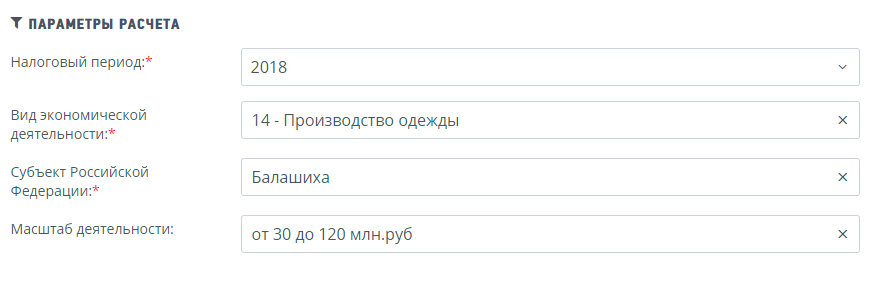 ПАРАМЕТРЫ РАСЧЕТА
Налоговый период:*
2018
Вид экономической
деятельности:*
14 - Производство одежды
Субъект Российской
Федерации:*
Балашиха
Масштаб деятельности:
от 30 до 120 млн.руб